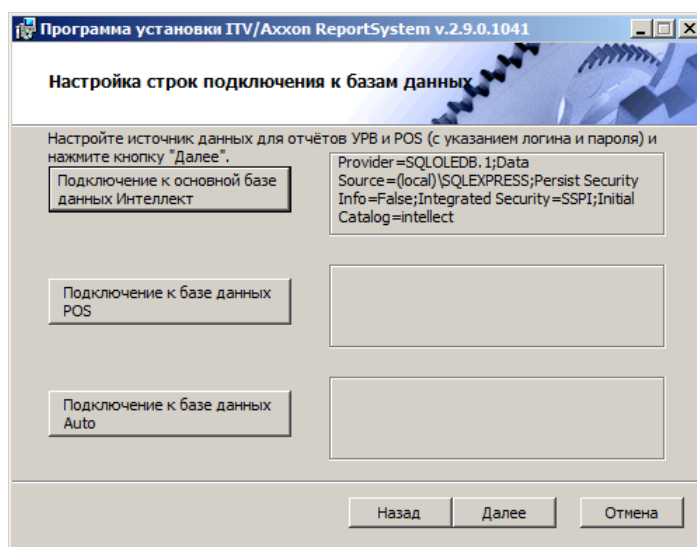 Программа установки ITV/Axxon ReportSystem v.2.9.0.1041
Настройка строк подключения к базам данных
Настройте источник данных для отчётов УРВ и POS (с указанием логина и пароля) и
нажмите кнопку "Далее".
Подключение к основной базе
данных Интеллект
Provider=SQLOLEDB.1;Data
Source=(local)\SQLEXPRESS;Persist Security
Info=False;Integrated Security=SSPI;Initial
Catalog=intellect
Подключение к базе данных
POS
Подключение к базе данных
Auto
Назад
Далее
Отмена